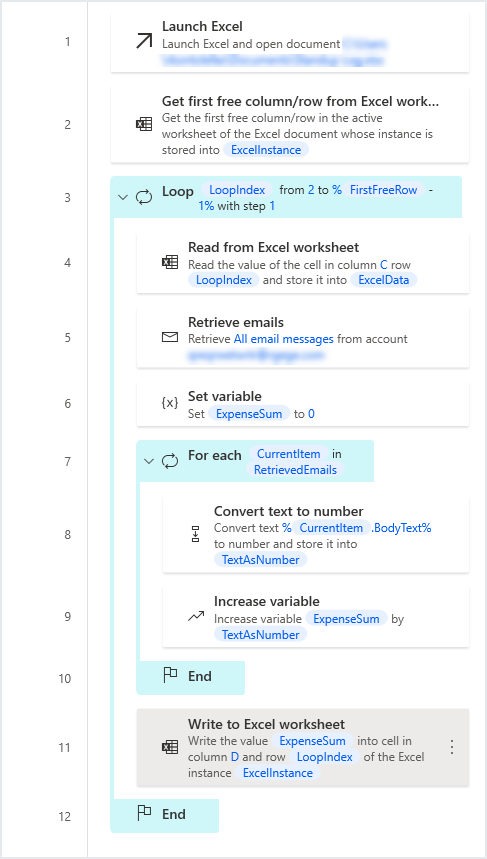 1
Launch Excel
Launch Excel and open document
2
Get first free column/row from Excel work...
Get the first free column/row in the active
worksheet of the Excel document whose instance is
stored into ExcelInstance
3
Loop LoopIndex from 2 to % FirstFreeRow -
1% with step 1
4
Read from Excel worksheet
Read the value of the cell in column C row
LoopIndex and store it into ExcelData
5
Retrieve emails
Retrieve All email messages from account
6
{x}
Set variable
Set ExpenseSum to 0
7
For each CurrentItem in
RetrievedEmails
8
Convert text to number
Convert text % CurrentItem .BodyText%
to number and store it into
TextAsNumber
9
Increase variable
Increase variable ExpenseSum by
TextAsNumber
10
End
11
Write to Excel worksheet
Write the value ExpenseSum into cell in
column D and row LoopIndex of the Excel
instance ExcelInstance
12
End